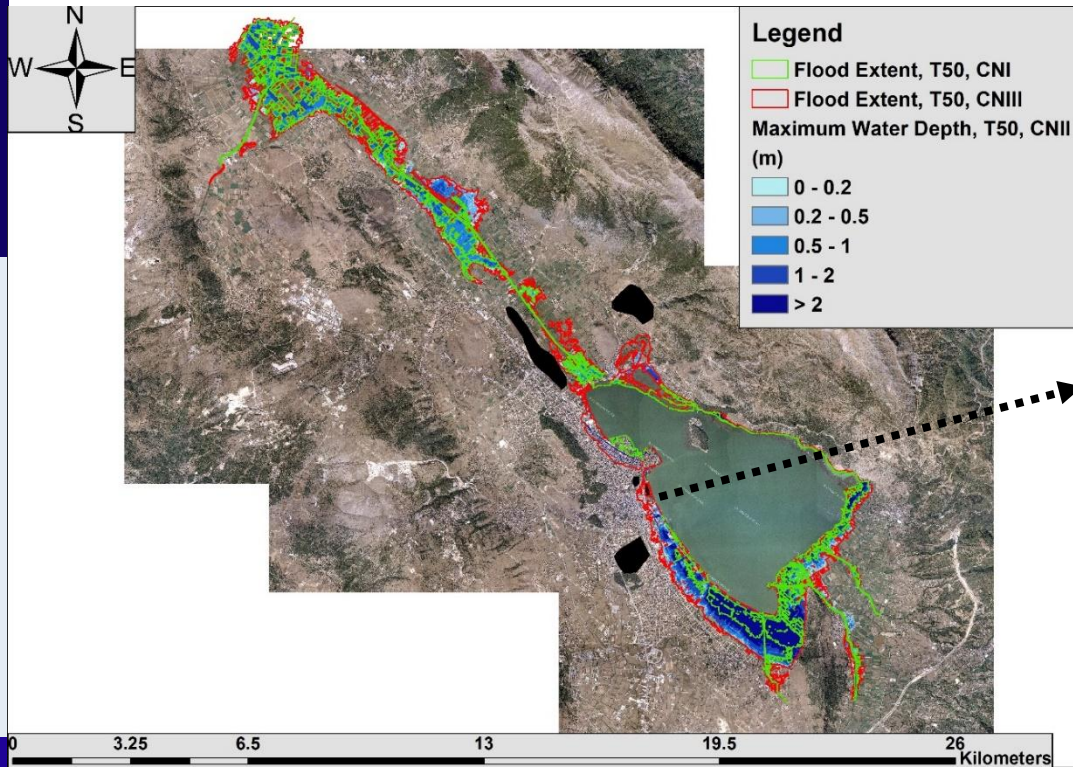 N
W E
S
Legend
Flood Extent, T50, CNI
Flood Extent, T50, CNIII
Maximum Water Depth, T50, CNII
(m)
0 - 0.2
0.2 - 0.5
0.5 - 1
1 - 2
> 2
0 3.25 6.5 13 19.5 26
Kilometers